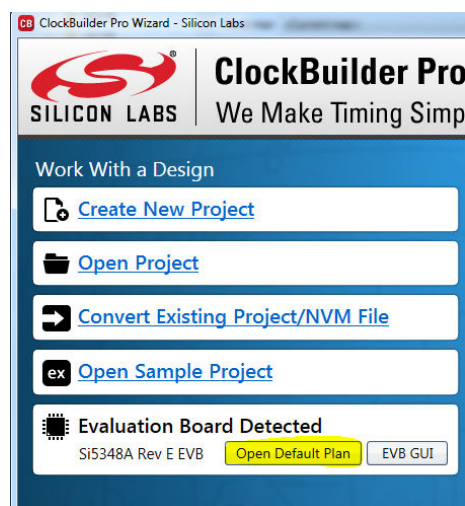 CB ClockBuilder Pro Wizard - Silicon Labs
SILICON LABS
ClockBuilder Pro
We Make Timing Simp
Work With a Design
Create New Project
Open Project
Convert Existing Project/NVM File
ex Open Sample Project
Evaluation Board Detected
Si5348A Rev E EVB Open Default Plan EVB GUI